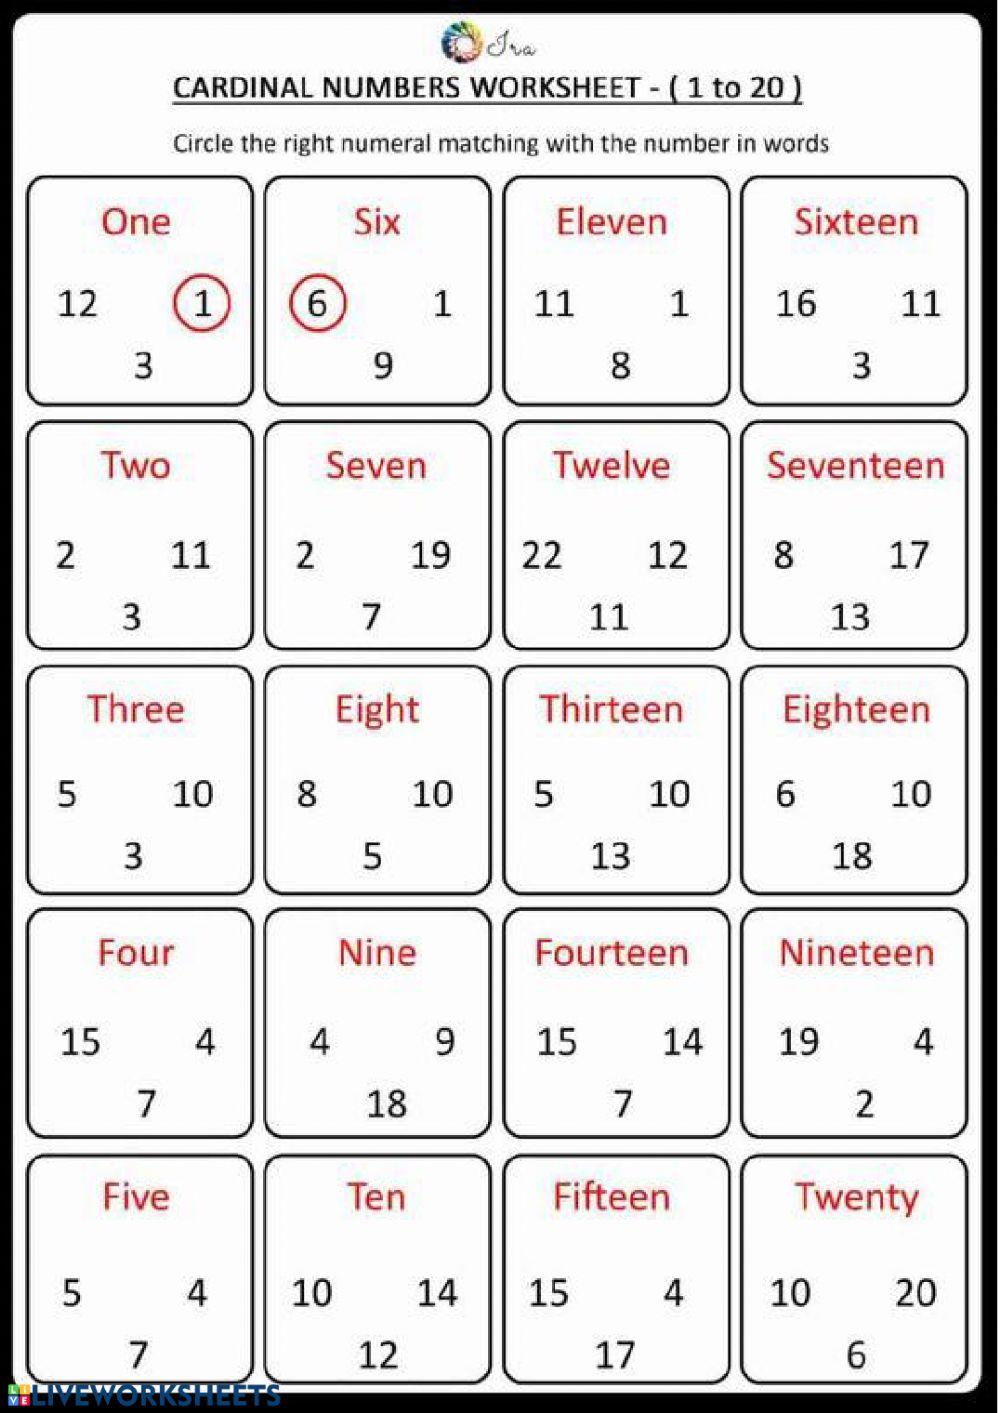 Ira
CARDINAL NUMBERS WORKSHEET - ( 1 to 20 )
Circle the right numeral matching with the number in words
One Six Eleven Sixteen
12 1 6 1 11 1 16 11
3 9 8 3
Two Seven Twelve Seventeen
2 11 2 19 22 12 8 17
3 7 11 13
Three Eight Thirteen Eighteen
5 10 8 10 5 10 6 10
3 5 13 18
Four Nine Fourteen Nineteen
15 4 4 9 15 14 19 4
7 18 7 2
Five Ten Fifteen Twenty
5 4 10 14 15 4 10 20
7 12 17 6
LIVE LIVEWORKSHEETS